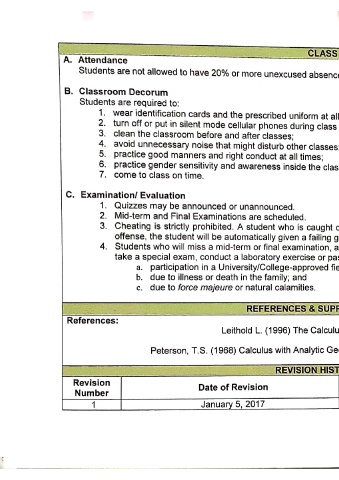 CLASS
A. Attendance
Students are not allowed to have 20% or more unexcused absenc
B. Classroom Decorum
Students are required to:
1. wear identification cards and the prescribed uniform at all
2. turn off or put in silent mode cellular phones during class
3. clean the classroom before and after classes;
4. avoid unnecessary noise that might disturb other classes;
5. practice good manners and right conduct at all times;
6. practice gender sensitivity and awareness inside the clas
7. come to class on time.
C. Examination/ Evaluation
1. Quizzes may be announced or unannounced.
2. Mid-term and Final Examinations are scheduled.
3. Cheating is strictly prohibited. A student who is caught c
offense, the student will be automatically given a failing g
4. Students who will miss a mid-term or final examination, a
take a special exam, conduct a laboratory exercise or pas
a. participation in a University/College-approved fie
b. due to illness or death in the family; and
c. due to force majeure or natural calamities.
REFERENCES & SUPP
References:
Leithold L. (1996) The Calculu
Peterson, T.S. (1968) Calculus with Analytic Ge
REVISION HIST
Revision Number
Date of Revision
1
January 5, 2017